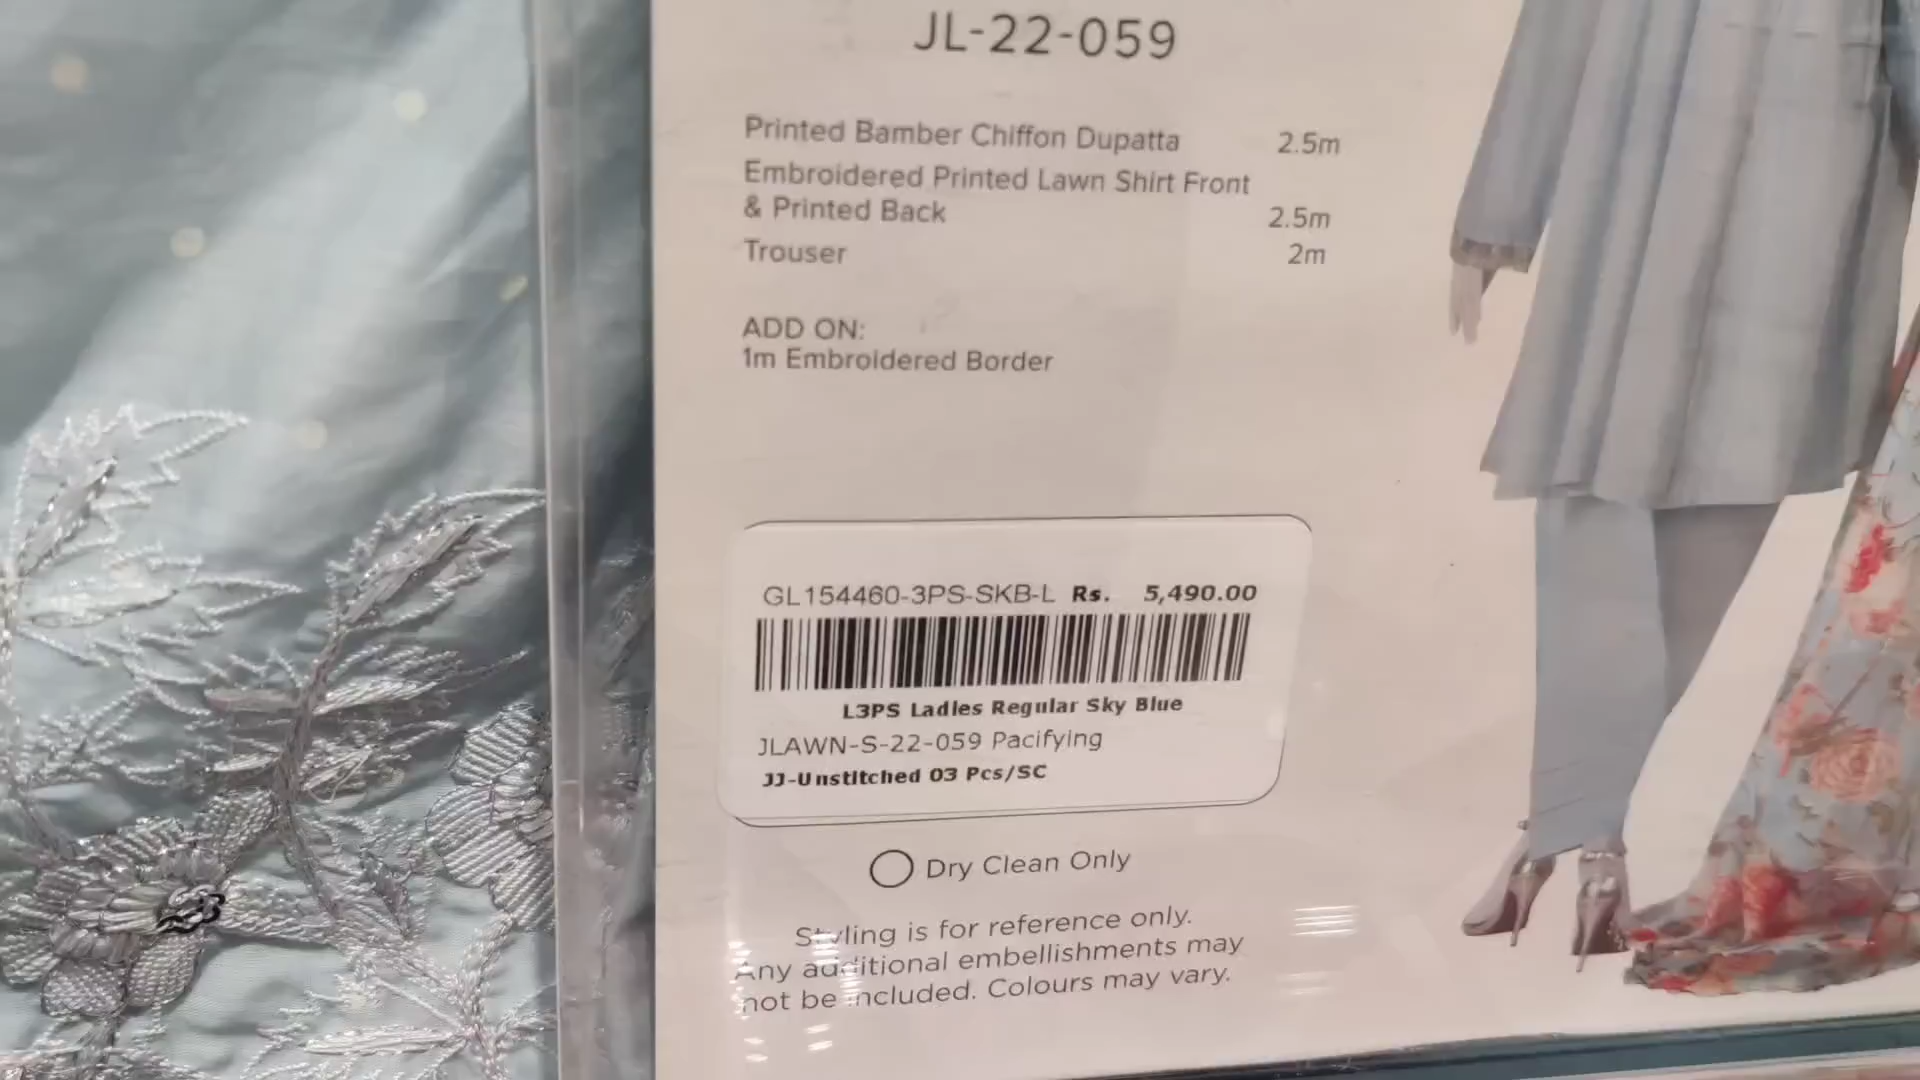 JL-22-059
Printed Bamber Chiffon Dupatta 2.5m
Embroidered Printed Lawn Shirt Front
& Printed Back 2.5m
Trouser 2m
ADD ON:
1m Embroidered Border
GL154460-3PS-SKB-L Rs. 5,490.00
L3PS Ladies Regular Sky Blue
JLAWN-S-22-059 Pacifying
JJ-Unstitched 03 Pcs/SC
Dry Clean Only
Styling is for reference only.
Any additional embellishments may
not be included. Colours may vary.